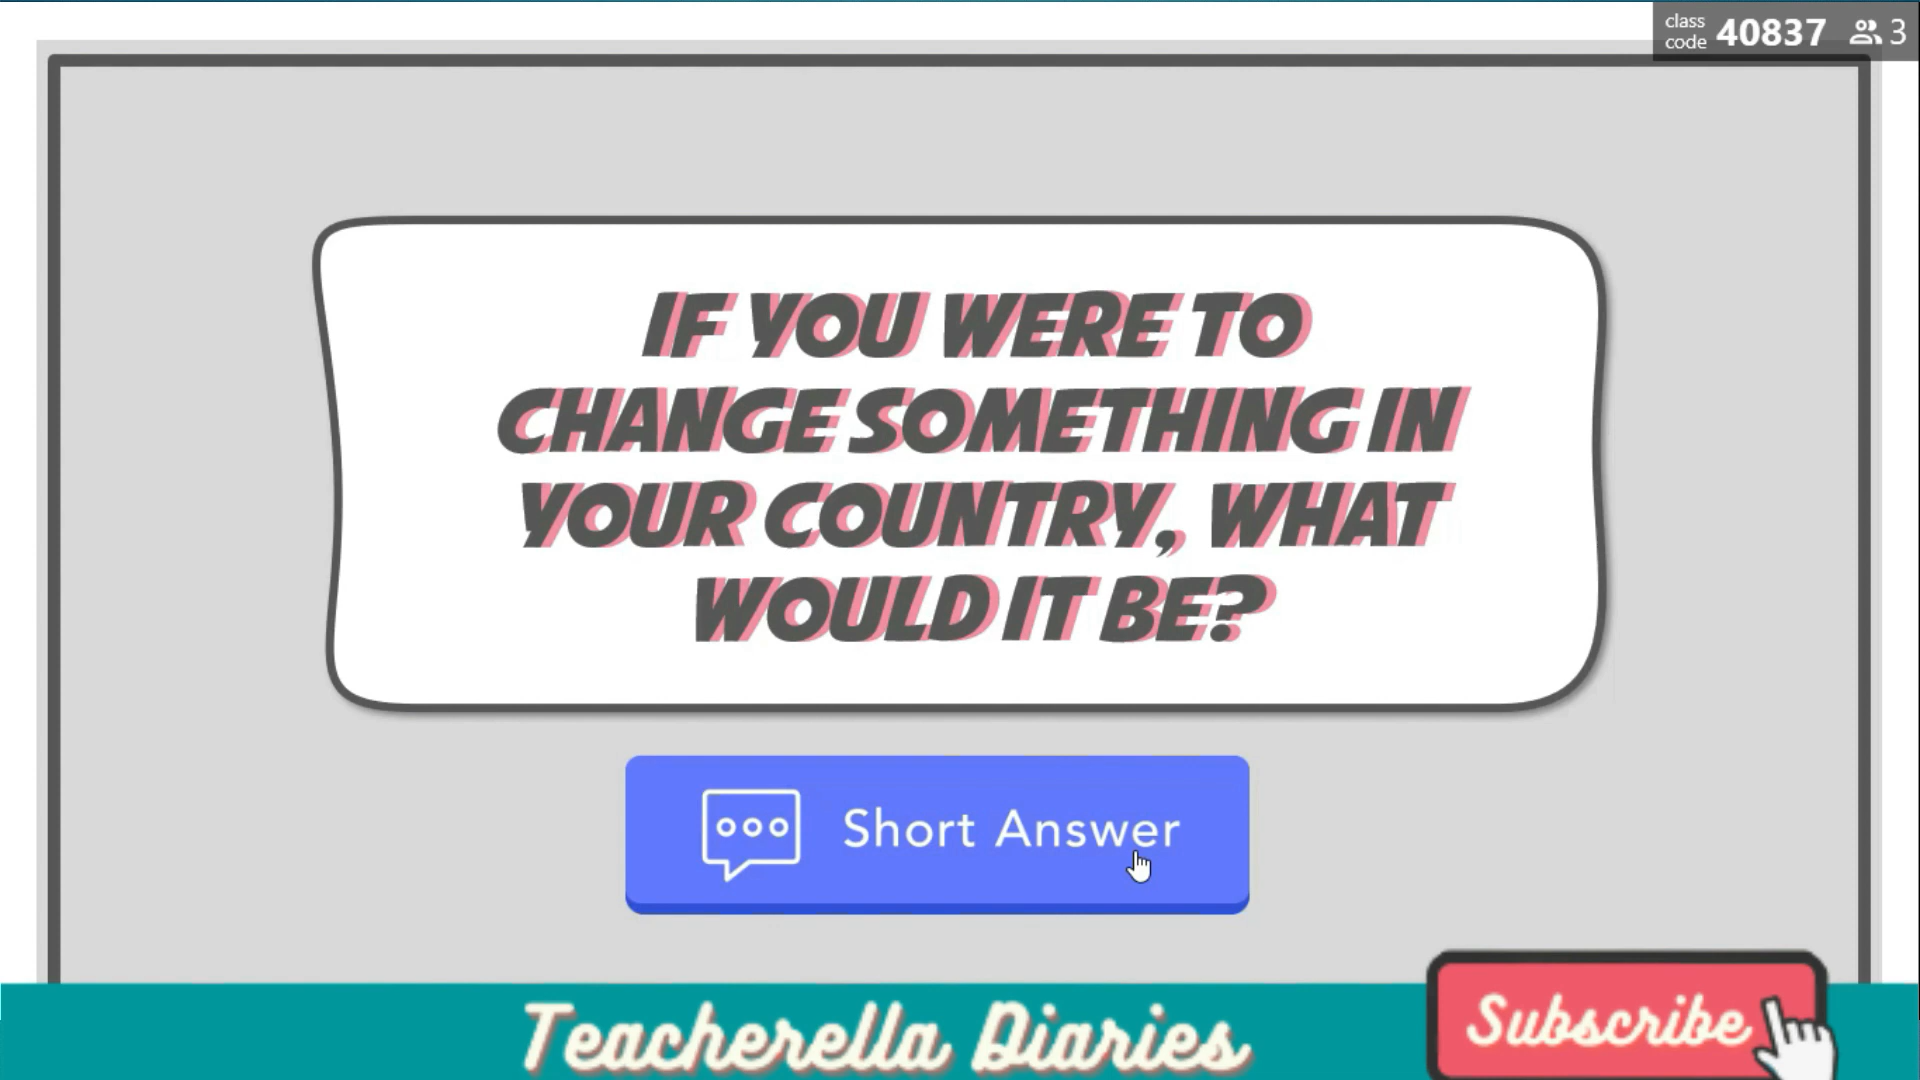 class code 40837 3
IF YOU WERE TO
CHANGE SOMETHING IN
YOUR COUNTRY, WHAT
WOULD IT BE?
Short Answer
Teacherella Diaries
Subscribe